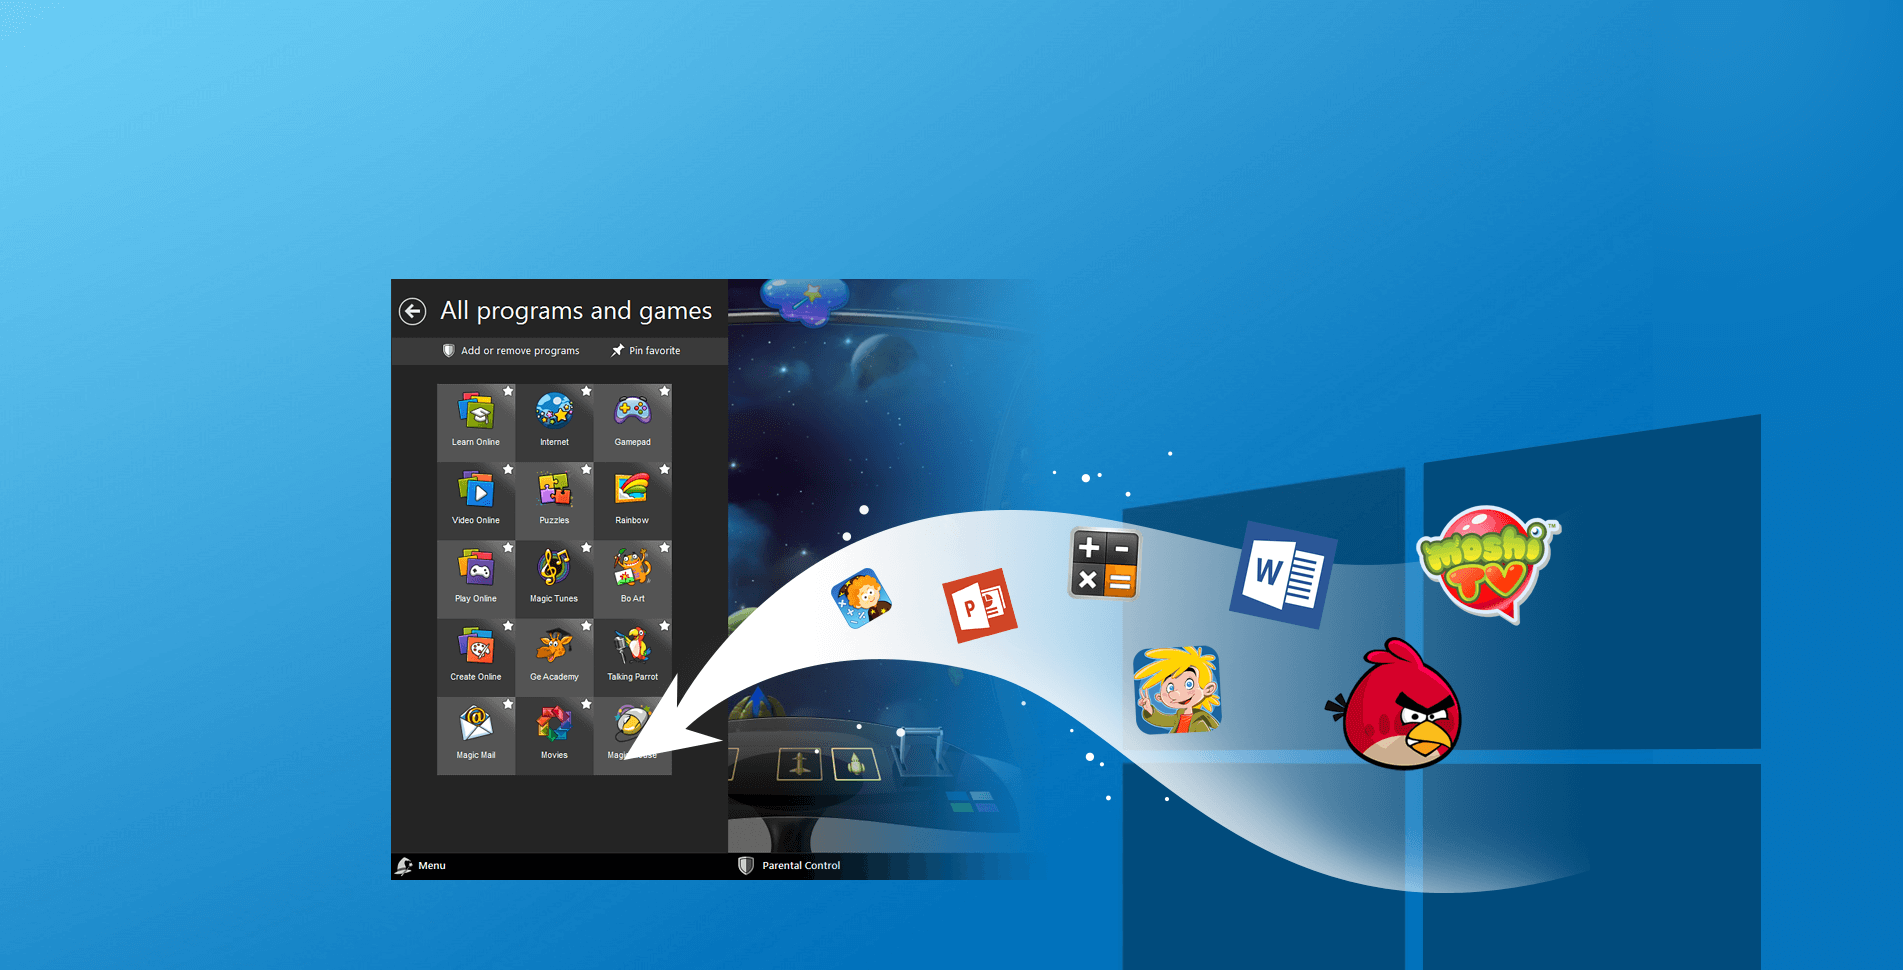 All programs and games
Add or remove programs
Pin favorite
Learn Online
Internet
Gamepad
Video Online
Puzzles
Rainbow
Play Online
Magic Tunes
Bo Art
Create Online
Ge Academy
Talking Parrot
Magic Mail
Movies
Menu
Parental Control
P
W
moshi
TV
TM